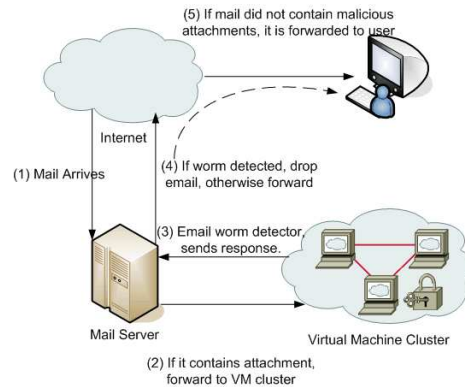 (5) If mail did not contain malicious
attachments, it is forwarded to user
Internet
(1) Mail Arrives
(4) If worm detected, drop
email, otherwise forward
(3) Email worm detector,
sends response.
Mail Server
Virtual Machine Cluster
(2) If it contains attachment,
forward to VM cluster